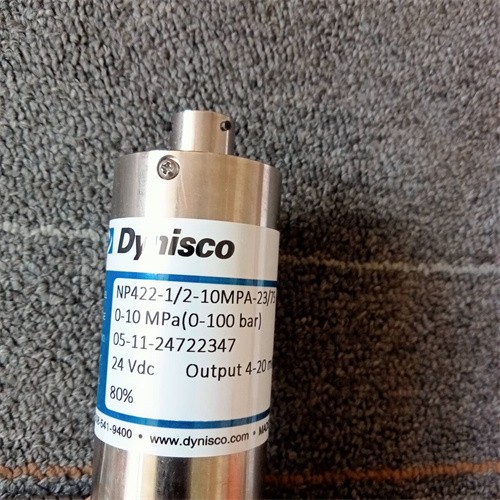 Dynisco
NP422-1/2-10MPA-23/75
0-10 MPa(0-100 bar)
05-11-24722347
24 Vdc Output 4-20 m
80%
-541-9400 • www.dynisco.com •